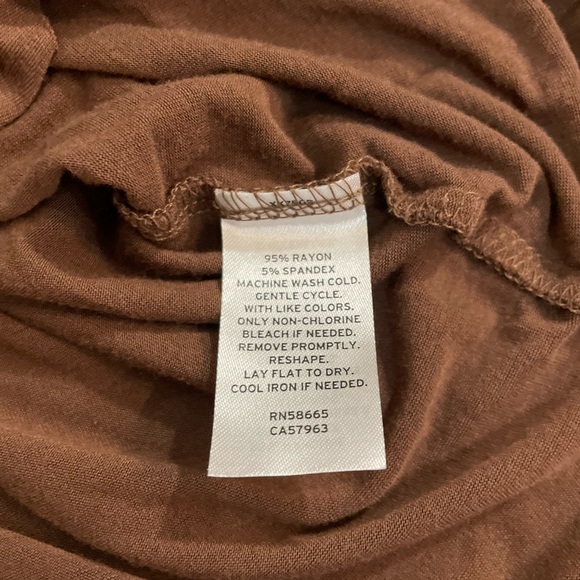 95% RAYON
5% SPANDEX
MACHINE WASH COLD.
GENTLE CYCLE.
WITH LIKE COLORS.
ONLY NON-CHLORINE
BLEACH IF NEEDED.
REMOVE PROMPTLY.
RESHAPE.
LAY FLAT TO DRY.
COOL IRON IF NEEDED.
RN58665
CA57963